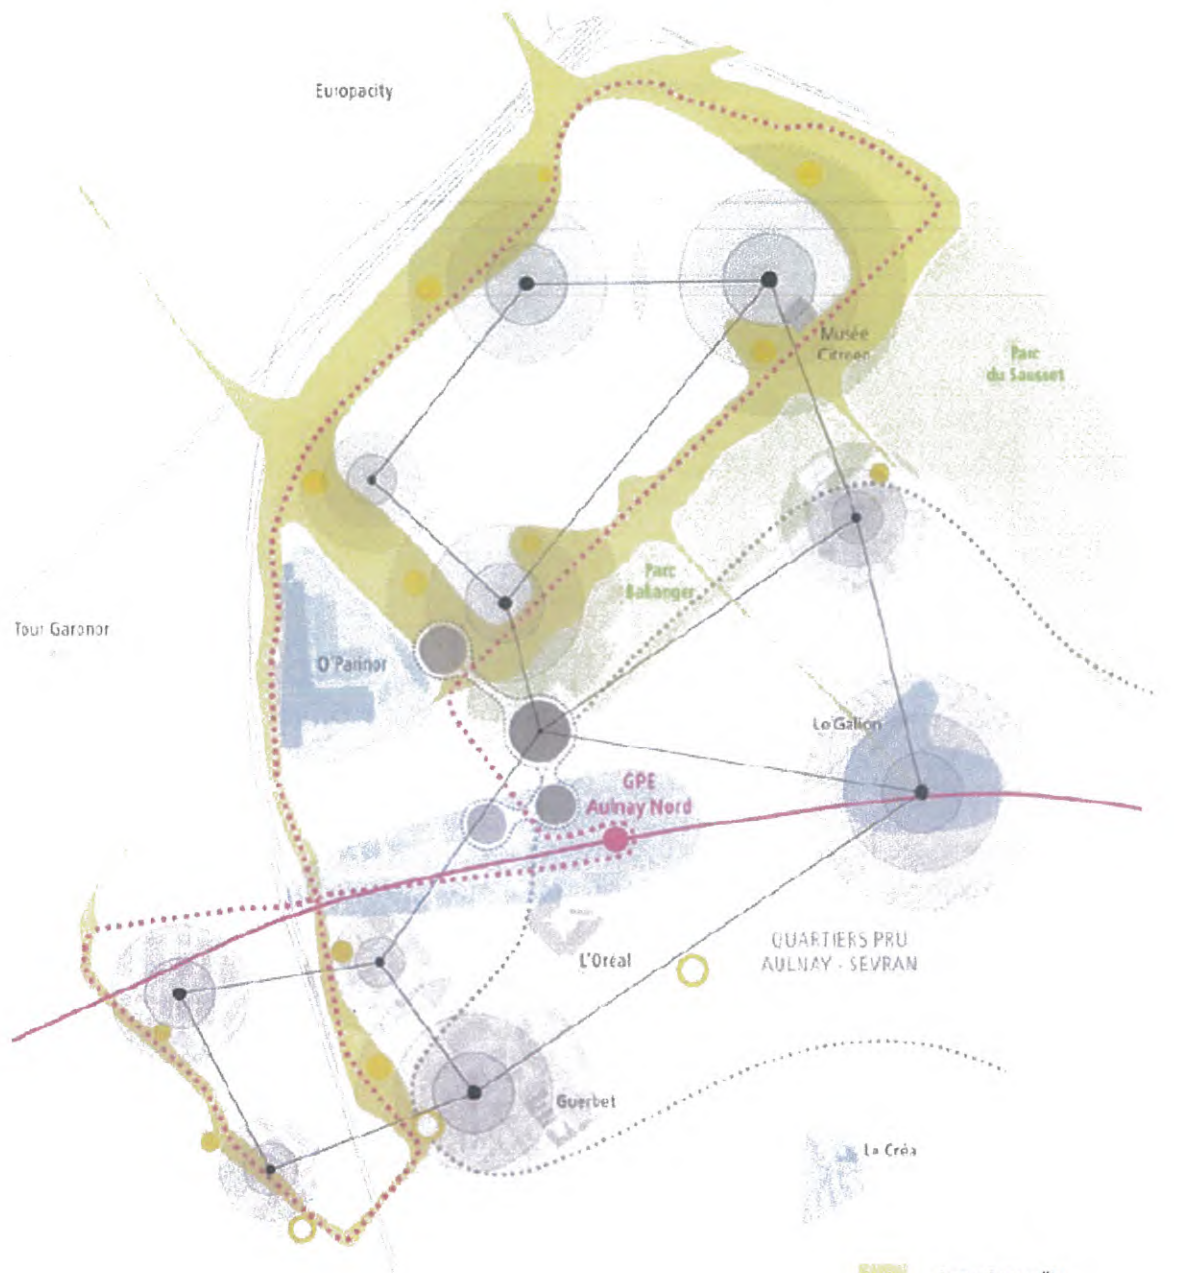 Europacity
Musée
Citroën
Parc
du Sausset
Parc
Ballanger
Tour Garonor
O'Parinor
Le Galion
GPE
Aulnay Nord
QUARTIERS PRU
AULNAY - SEVRAN
L'Oréal
Guerbet
La Créa